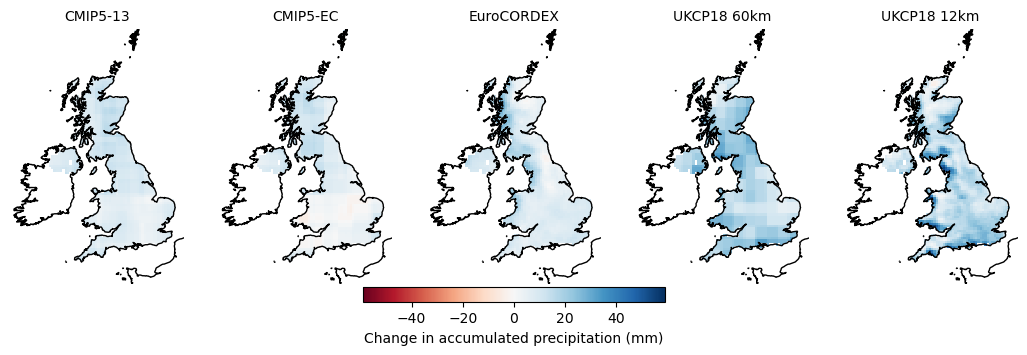 CMIP5-13
CMIP5-EC
EuroCORDEX
UKCP18 60km
UKCP18 12km
−40 −20 0 20 40
Change in accumulated precipitation (mm)